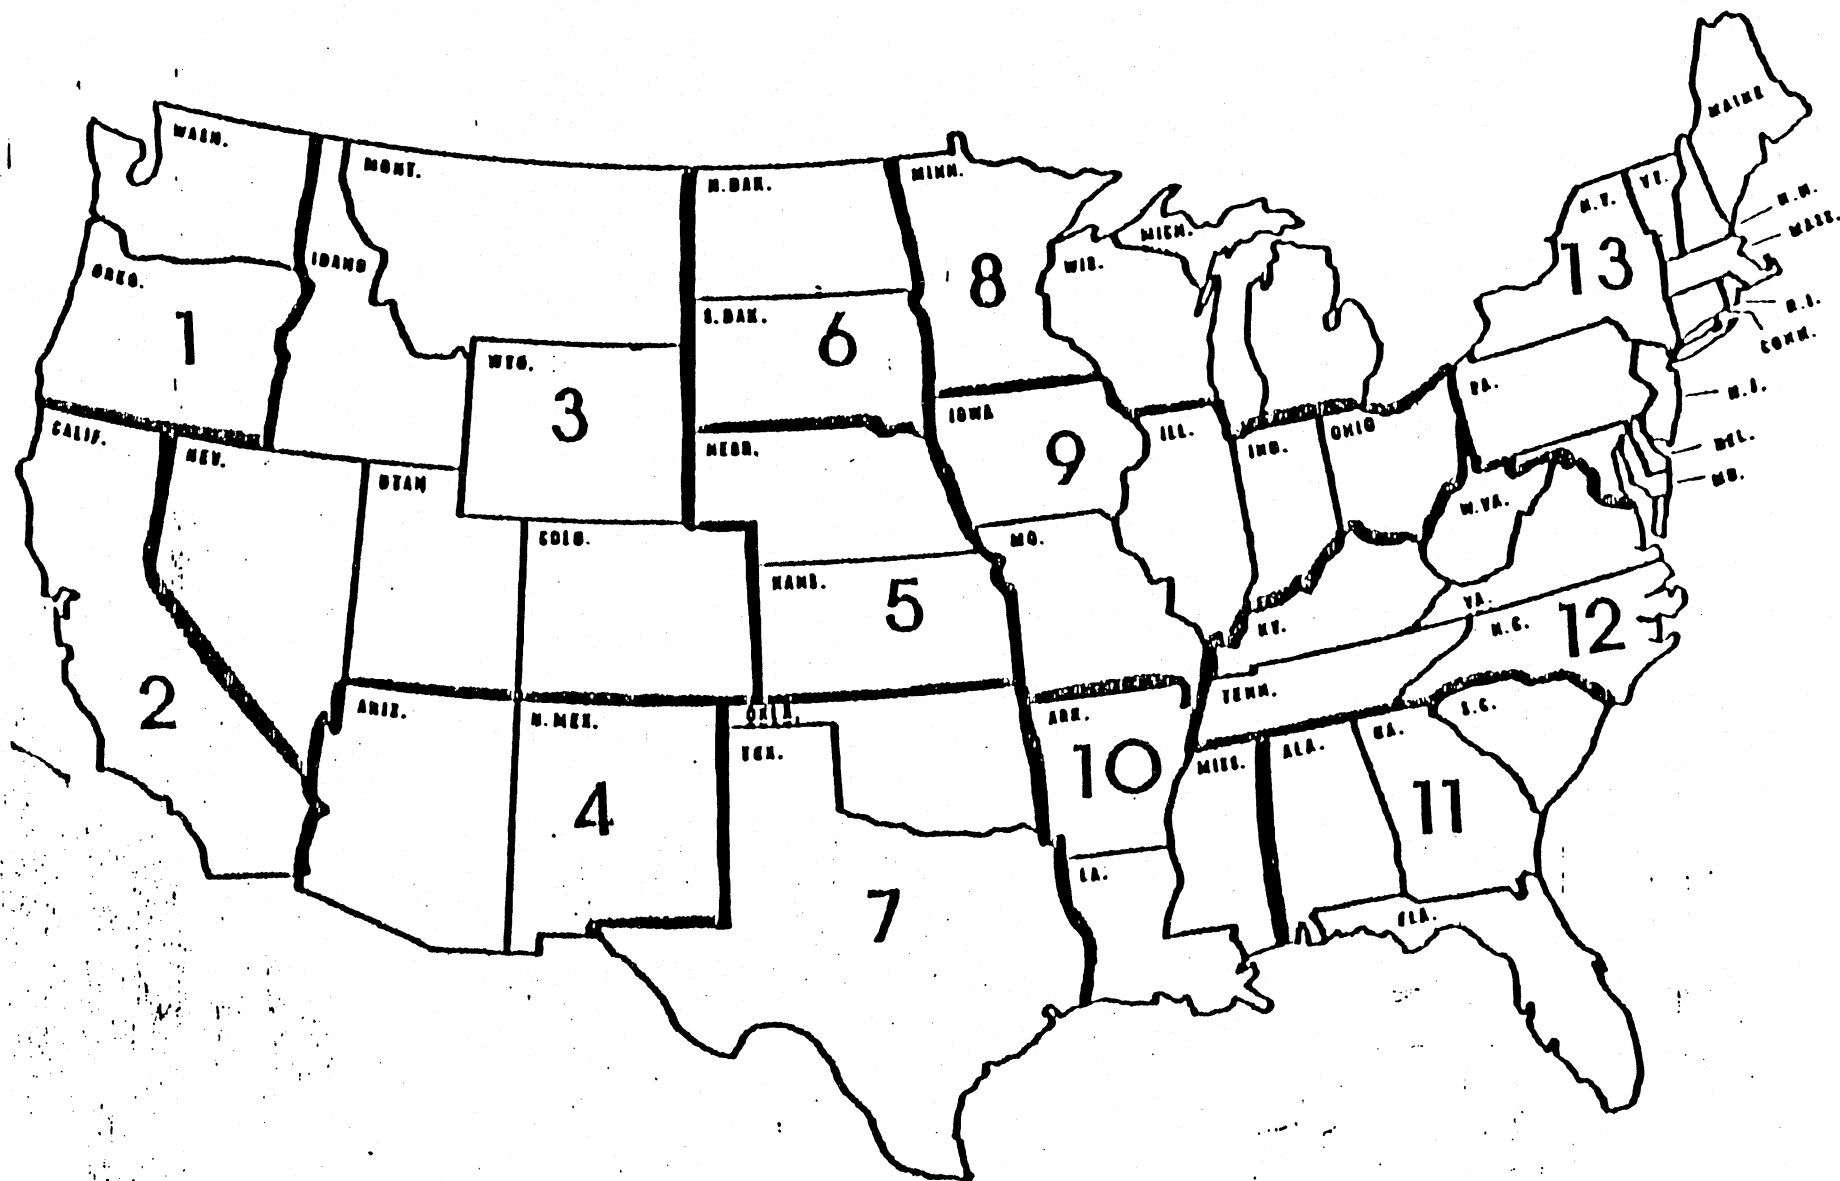 MAINE
WASH.
MONT.
N.DAK.
MINN.
VT.
N.Y.
N.H.
MASS.
MICH.
IDAHO
WIS.
13
OREG.
8
R.I.
1
S.DAK.
6
CONN.
WYO.
3
PA.
N.J.
IOWA
CALIF.
ILL.
OHIO
NEV.
NEBR.
IND.
9
DEL.
UTAH
MD.
W.VA.
COLO.
MO.
KANS.
5
VA.
KY.
N.C.
12
2
ARIZ.
N.MEX.
OKLA.
ARK.
TENN.
S.C.
TEX.
GA.
ALA.
MISS.
10
4
11
LA.
7
FLA.